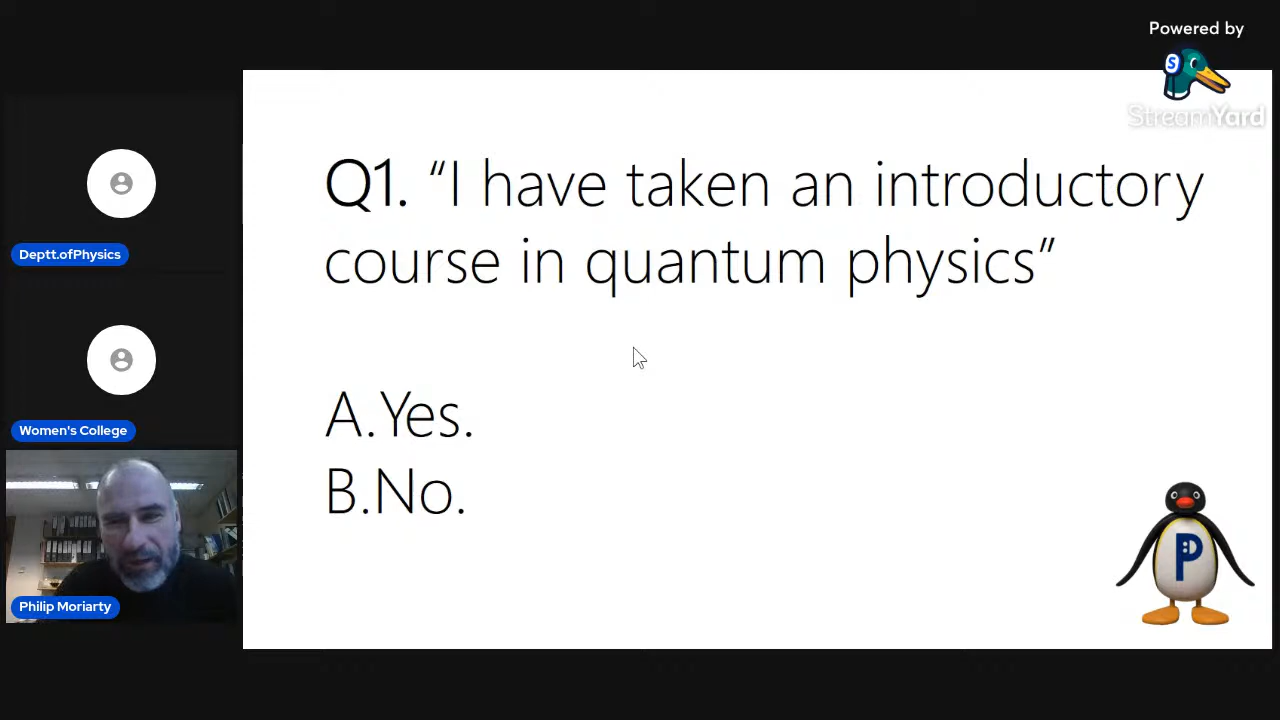 Powered by
S
StreamYard
Q1. “I have taken an introductory
course in quantum physics”
A.Yes.
B.No.
P
Deptt.ofPhysics
Women's College
Philip Moriarty